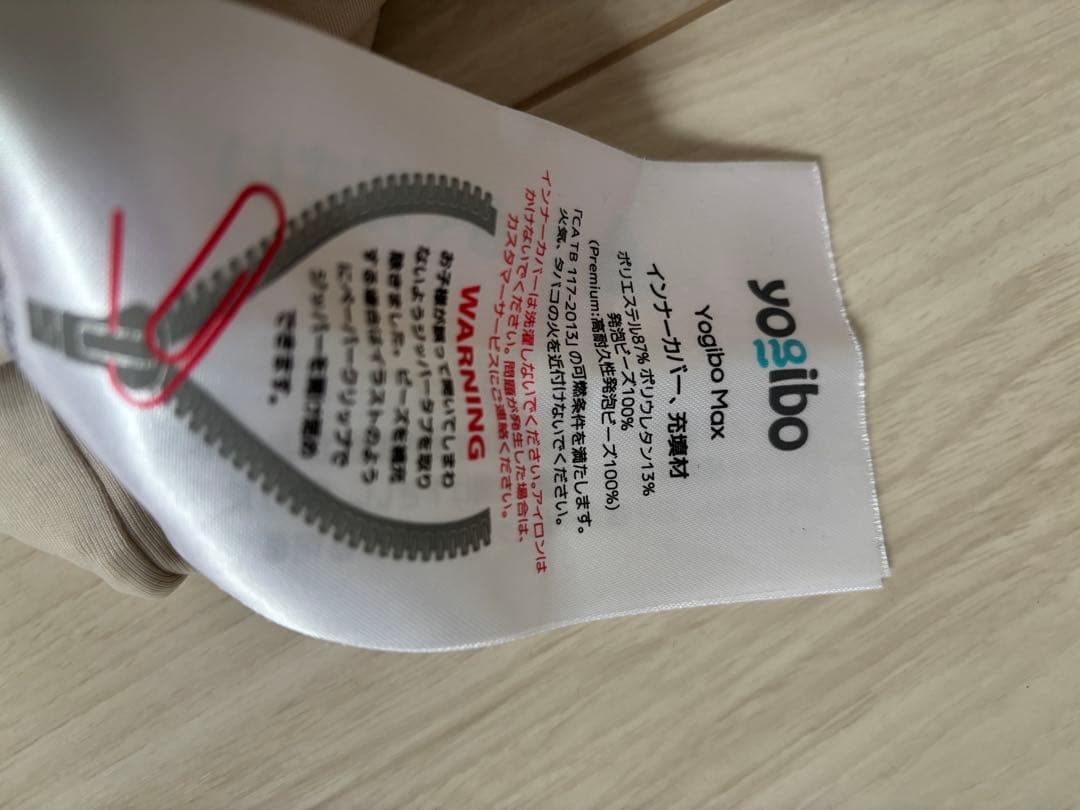 yogibo
Yogibo Max
インナーカバー、充填材
ポリエステル87% ポリウレタン13%
発泡ビーズ100%
(Premium:高耐久性発泡ビーズ100%)
「CA TB 117-2013」の可燃条件を満たします。
火気、タバコの火を近付けないでください。
インナーカバーは洗濯しないでください。アイロンは
かけないでください。問題が発生した場合は、
カスタマーサービスにご連絡ください。
WARNING
お子様が誤って開いてしまわ
ないようジッパータブを取り
除きました。ビーズを補充
する場合はイラストのよう
にペーパークリップで
ジッパーを開け閉め
できます。